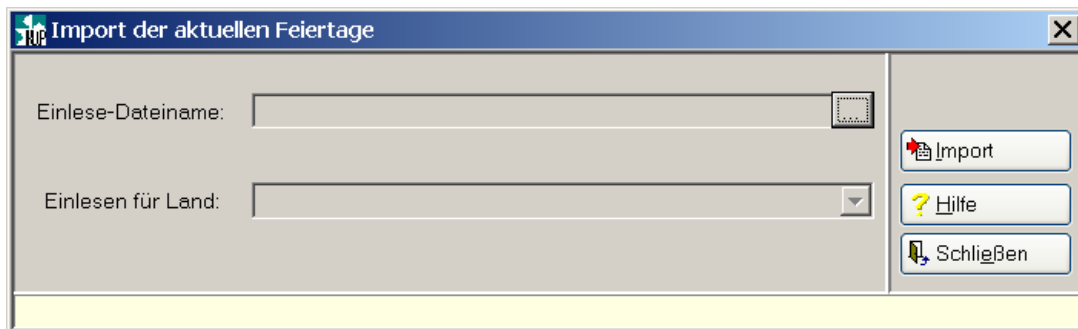 Import der aktuellen Feiertage
Einlese-Dateiname:
...
Import
Einlesen für Land:
Hilfe
Schließen